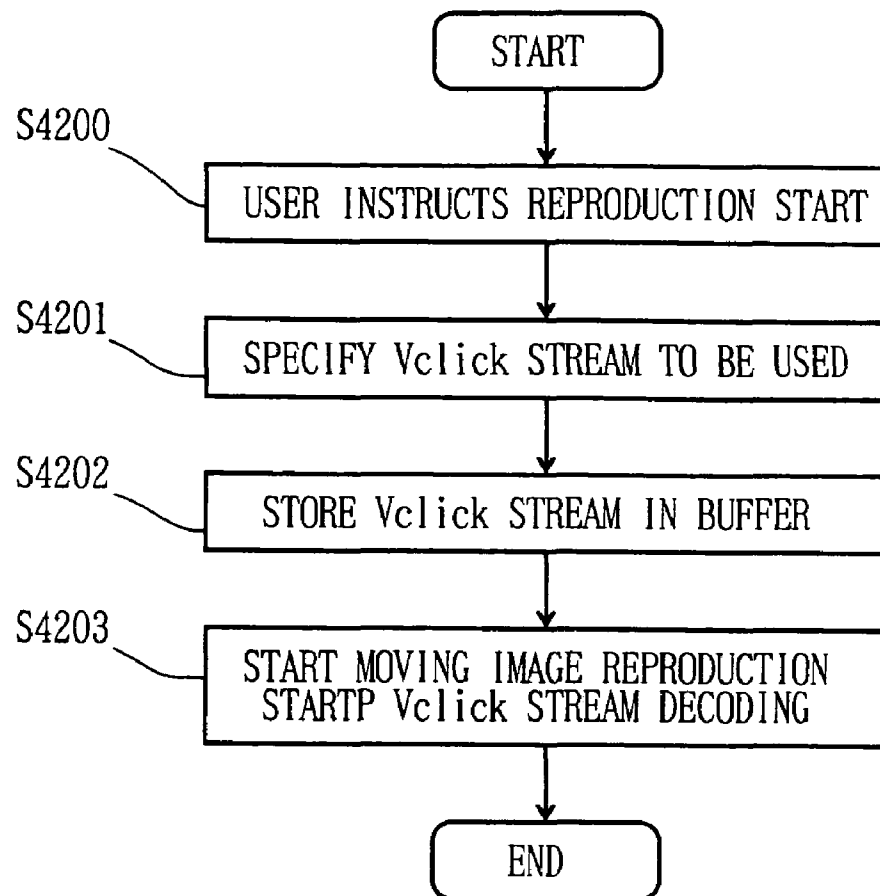 START
S4200
USER INSTRUCTS REPRODUCTION START
S4201
SPECIFY Vclick STREAM TO BE USED
S4202
STORE Vclick STREAM IN BUFFER
S4203
START MOVING IMAGE REPRODUCTION
STARTP Vclick STREAM DECODING
END